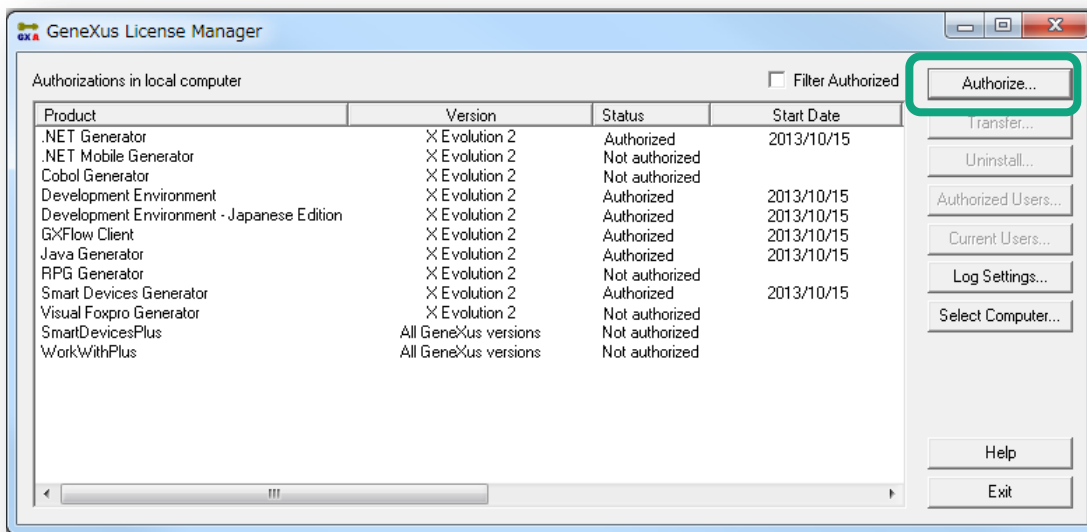 GXA GeneXus License Manager
Authorizations in local computer Filter Authorized Authorize...
Product Version Status Start Date Transfer...
.NET Generator X Evolution 2 Authorized 2013/10/15
.NET Mobile Generator X Evolution 2 Not authorized Uninstall...
Cobol Generator X Evolution 2 Not authorized
Development Environment X Evolution 2 Authorized 2013/10/15 Authorized Users...
Development Environment - Japanese Edition X Evolution 2 Authorized 2013/10/15
GXFlow Client X Evolution 2 Authorized 2013/10/15 Current Users...
Java Generator X Evolution 2 Authorized 2013/10/15
RPG Generator X Evolution 2 Not authorized Log Settings...
Smart Devices Generator X Evolution 2 Authorized 2013/10/15
Visual Foxpro Generator X Evolution 2 Not authorized Select Computer...
SmartDevicesPlus All GeneXus versions Not authorized
WorkWithPlus All GeneXus versions Not authorized
Help
Exit